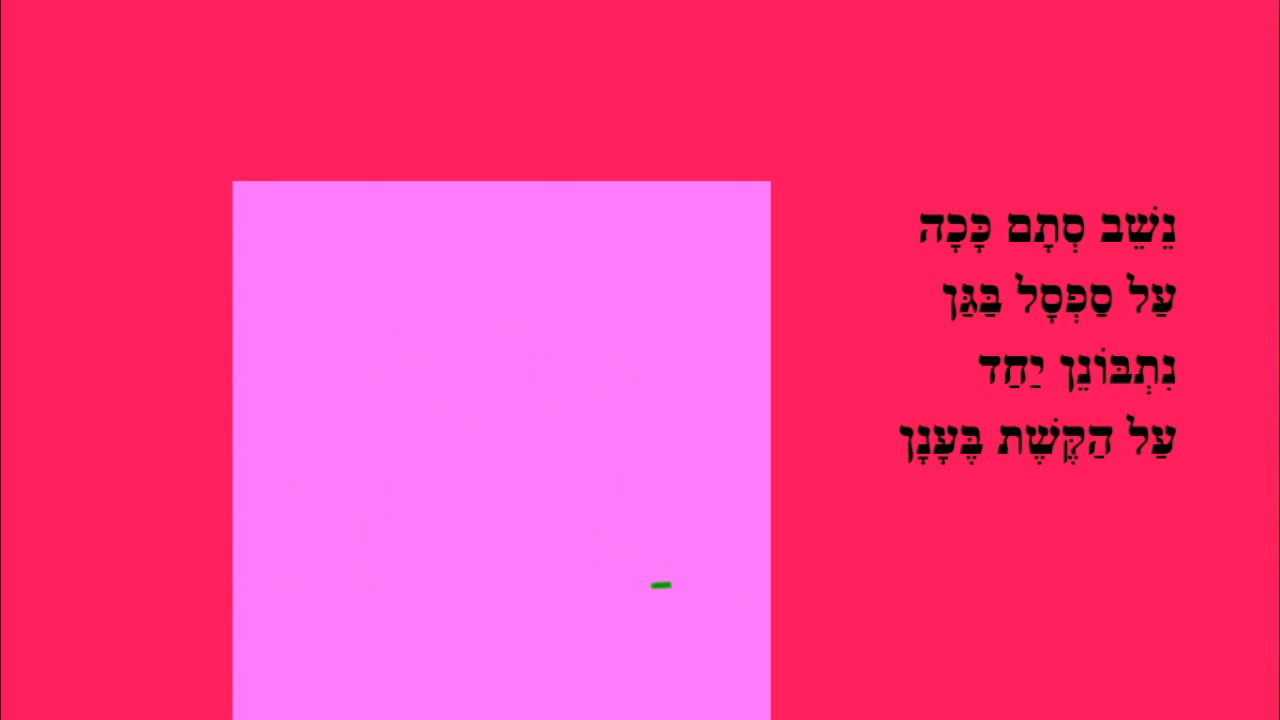 נֵשֵׁב סְתָם כָּכָה
עַל סַפְסָל בַּגַּן
נִתְבּוֹנֵן יַחַד
עַל הַקֶּשֶׁת בֶּעָנָן